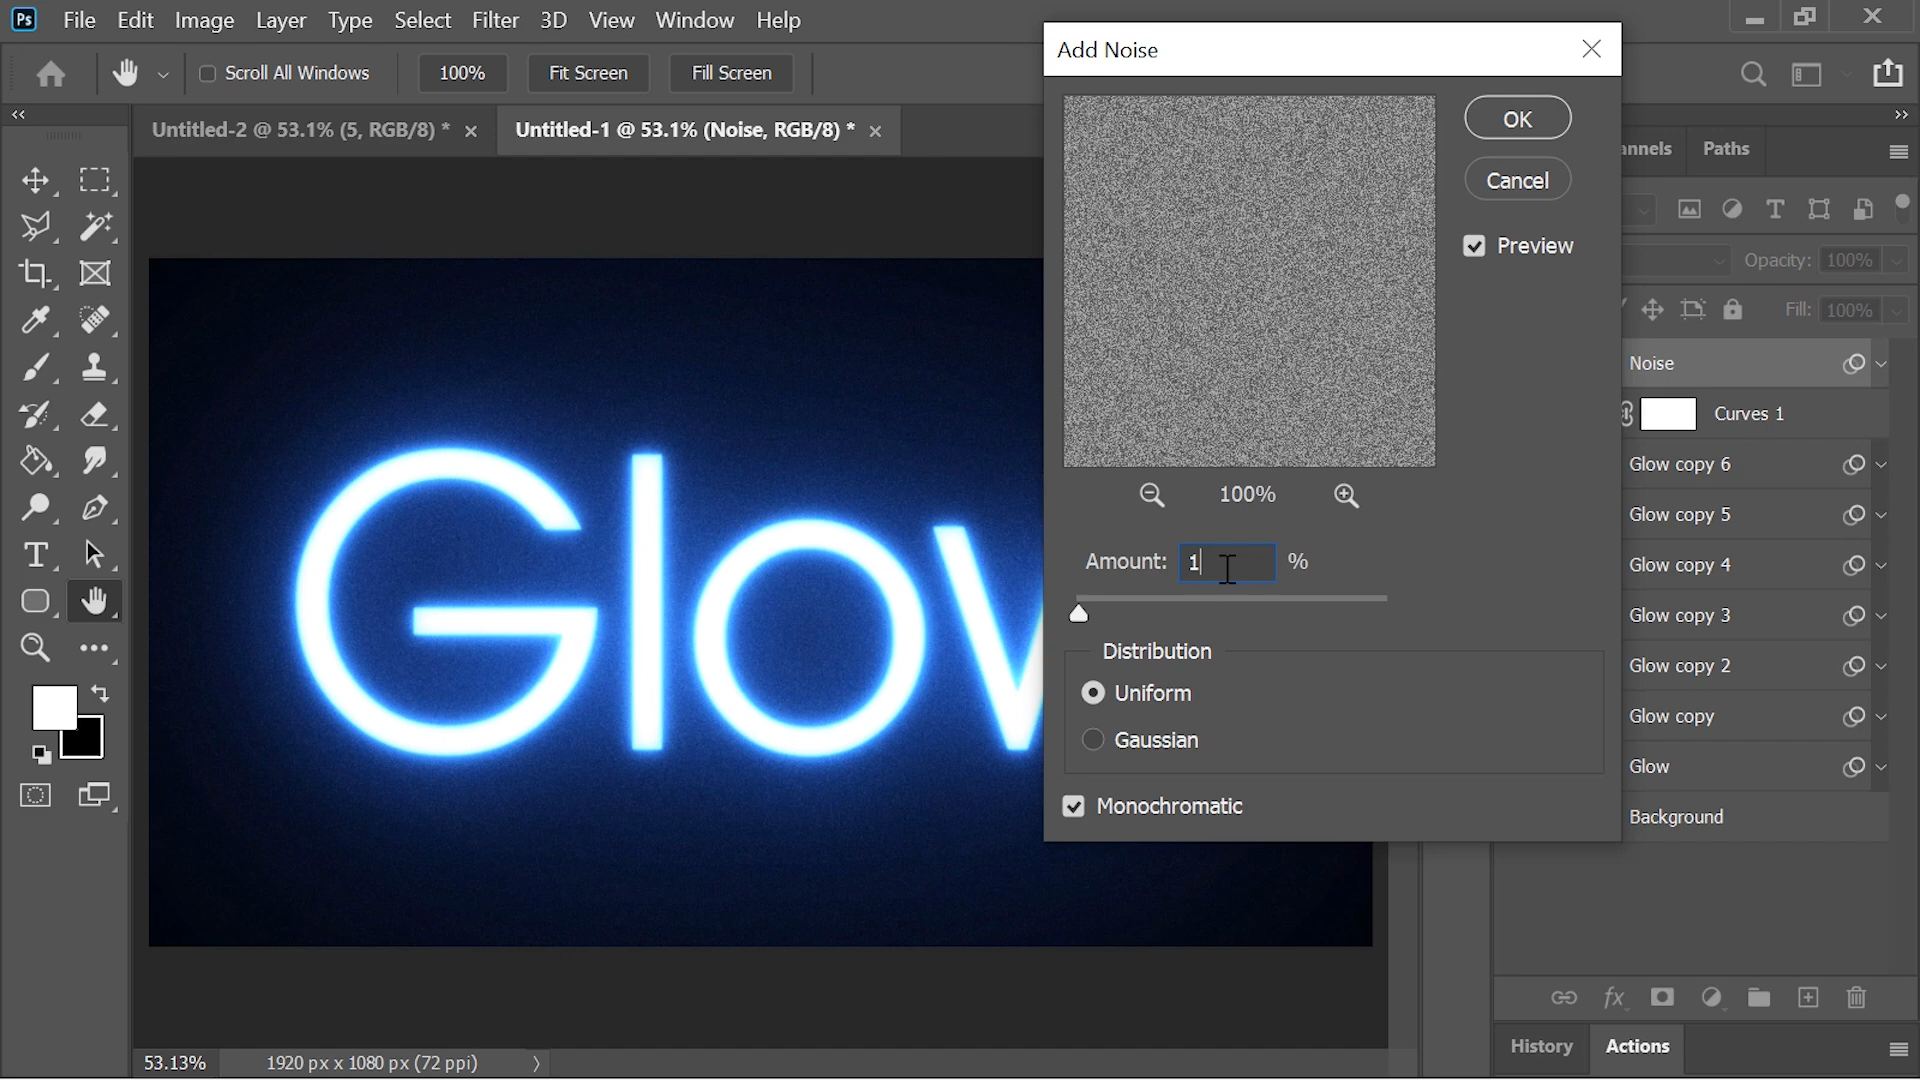 Ps File Edit Image Layer Type Select Filter 3D View Window Help
Scroll All Windows 100% Fit Screen Fill Screen
Untitled-2 @ 53.1% (5, RGB/8) * Untitled-1 @ 53.1% (Noise, RGB/8) *
Add Noise
OK
Cancel
Preview
100%
Amount: 1 %
Distribution
Uniform
Gaussian
Monochromatic
Glow
nnels Paths
Opacity: 100%
Fill: 100%
Noise
Curves 1
Glow copy 6
Glow copy 5
Glow copy 4
Glow copy 3
Glow copy 2
Glow copy
Glow
Background
fx
History Actions
53.13% 1920 px x 1080 px (72 ppi)